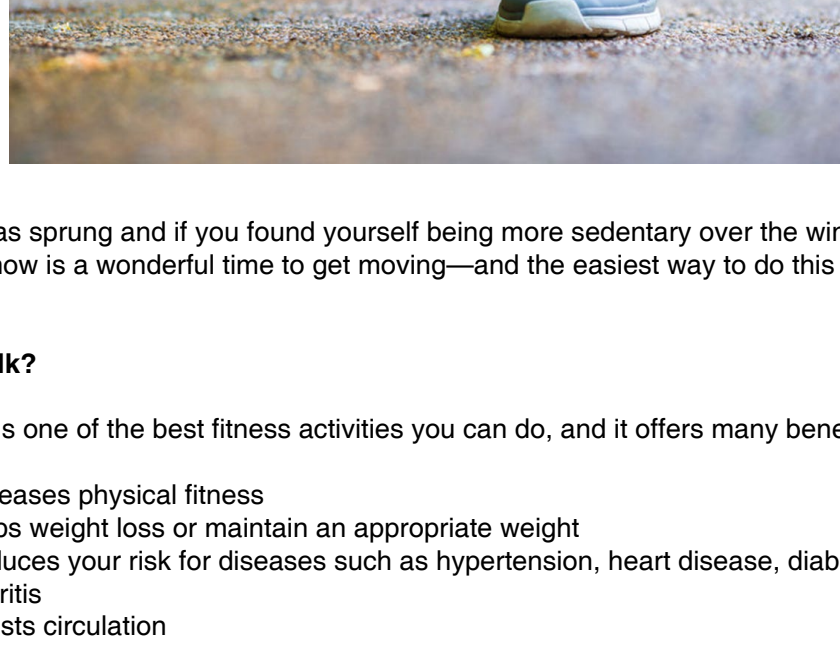 as sprung and if you found yourself being more sedentary over the win
now is a wonderful time to get moving—and the easiest way to do this
lk?
s one of the best fitness activities you can do, and it offers many bene
eases physical fitness
ps weight loss or maintain an appropriate weight
duces your risk for diseases such as hypertension, heart disease, diab
ritis
sts circulation